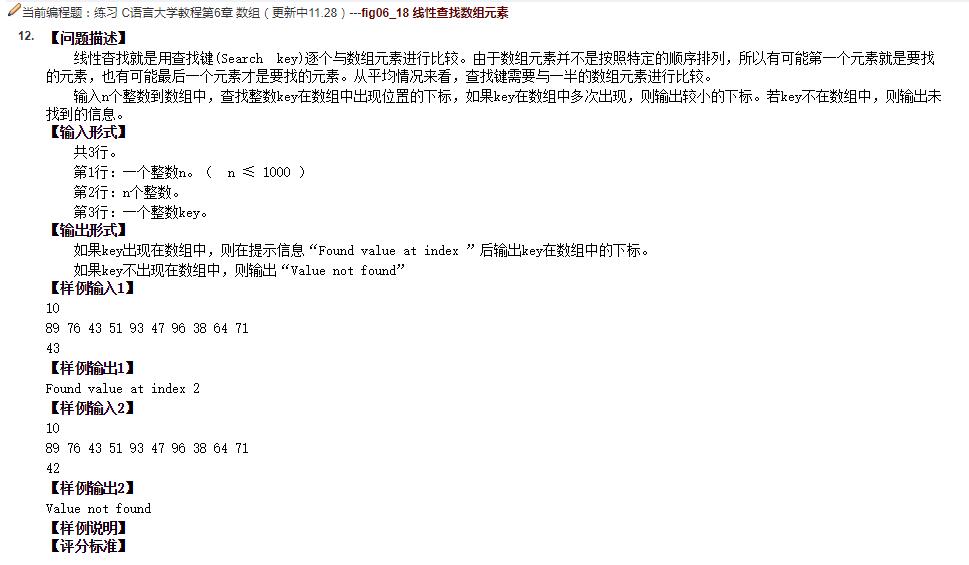 当前编程题：练习 C语言大学教程第6章 数组（更新中11.28）---fig06_18 线性查找数组元素
12. 【问题描述】
线性查找就是用查找键(Search key)逐个与数组元素进行比较。由于数组元素并不是按照特定的顺序排列，所以有可能第一个元素就是要找
的元素，也有可能最后一个元素才是要找的元素。从平均情况来看，查找键需要与一半的数组元素进行比较。
输入n个整数到数组中，查找整数key在数组中出现位置的下标，如果key在数组中多次出现，则输出较小的下标。若key不在数组中，则输出未
找到的信息。
【输入形式】
共3行。
第1行：一个整数n。（ n ≤ 1000 ）
第2行：n个整数。
第3行：一个整数key。
【输出形式】
如果key出现在数组中，则在提示信息“Found value at index ”后输出key在数组中的下标。
如果key不出现在数组中，则输出“Value not found”
【样例输入1】
10
89 76 43 51 93 47 96 38 64 71
43
【样例输出1】
Found value at index 2
【样例输入2】
10
89 76 43 51 93 47 96 38 64 71
42
【样例输出2】
Value not found
【样例说明】
【评分标准】